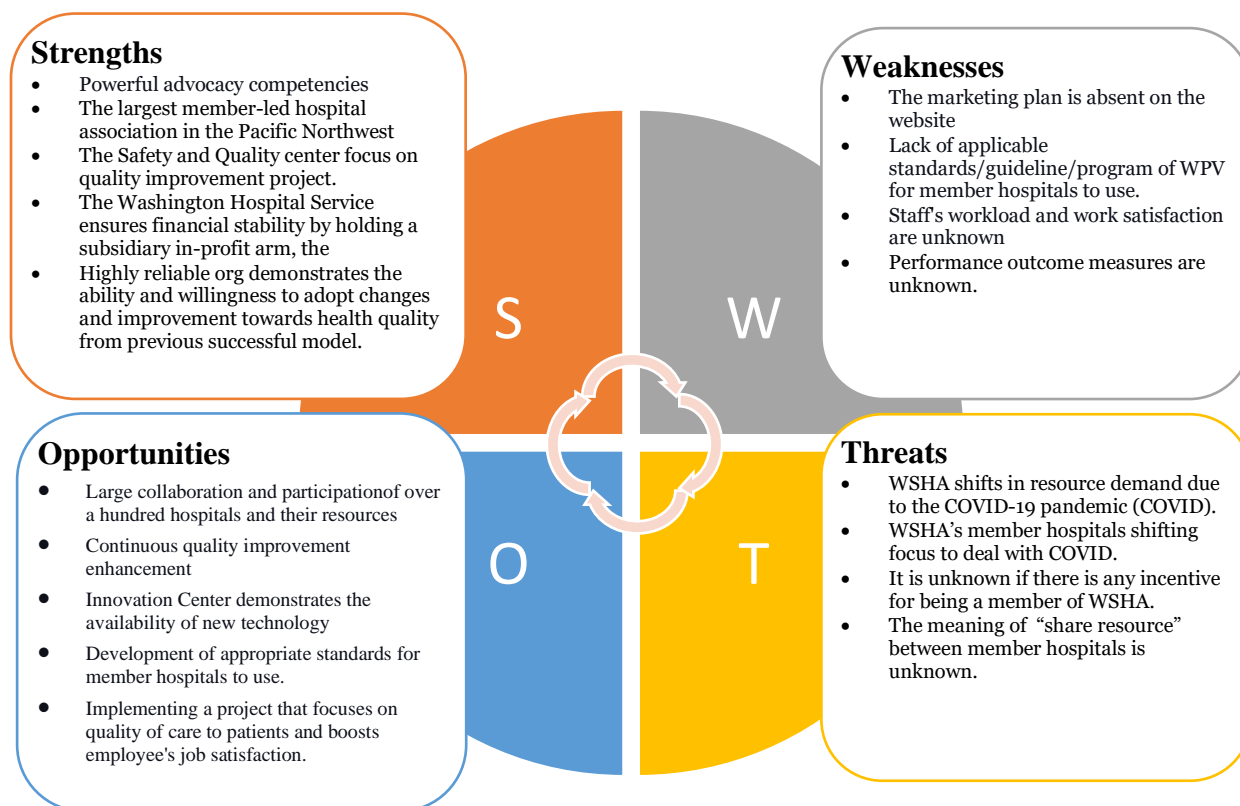 Strengths
• Powerful advocacy competencies
• The largest member-led hospital
association in the Pacific Northwest
• The Safety and Quality center focus on
quality improvement project.
• The Washington Hospital Service
ensures financial stability by holding a
subsidiary in-profit arm, the
• Highly reliable org demonstrates the
ability and willingness to adopt changes
and improvement towards health quality
from previous successful model.
S
Weaknesses
• The marketing plan is absent on the
website
• Lack of applicable
standards/guideline/program of WPV
for member hospitals to use.
• Staff's workload and work satisfaction
are unknown
• Performance outcome measures are
unknown.
W
Opportunities
• Large collaboration and participationof over
a hundred hospitals and their resources
• Continuous quality improvement
enhancement
• Innovation Center demonstrates the
availability of new technology
• Development of appropriate standards for
member hospitals to use.
• Implementing a project that focuses on
quality of care to patients and boosts
employee's job satisfaction.
O
Threats
• WSHA shifts in resource demand due
to the COVID-19 pandemic (COVID).
• WSHA’s member hospitals shifting
focus to deal with COVID.
• It is unknown if there is any incentive
for being a member of WSHA.
• The meaning of “share resource”
between member hospitals is
unknown.
T